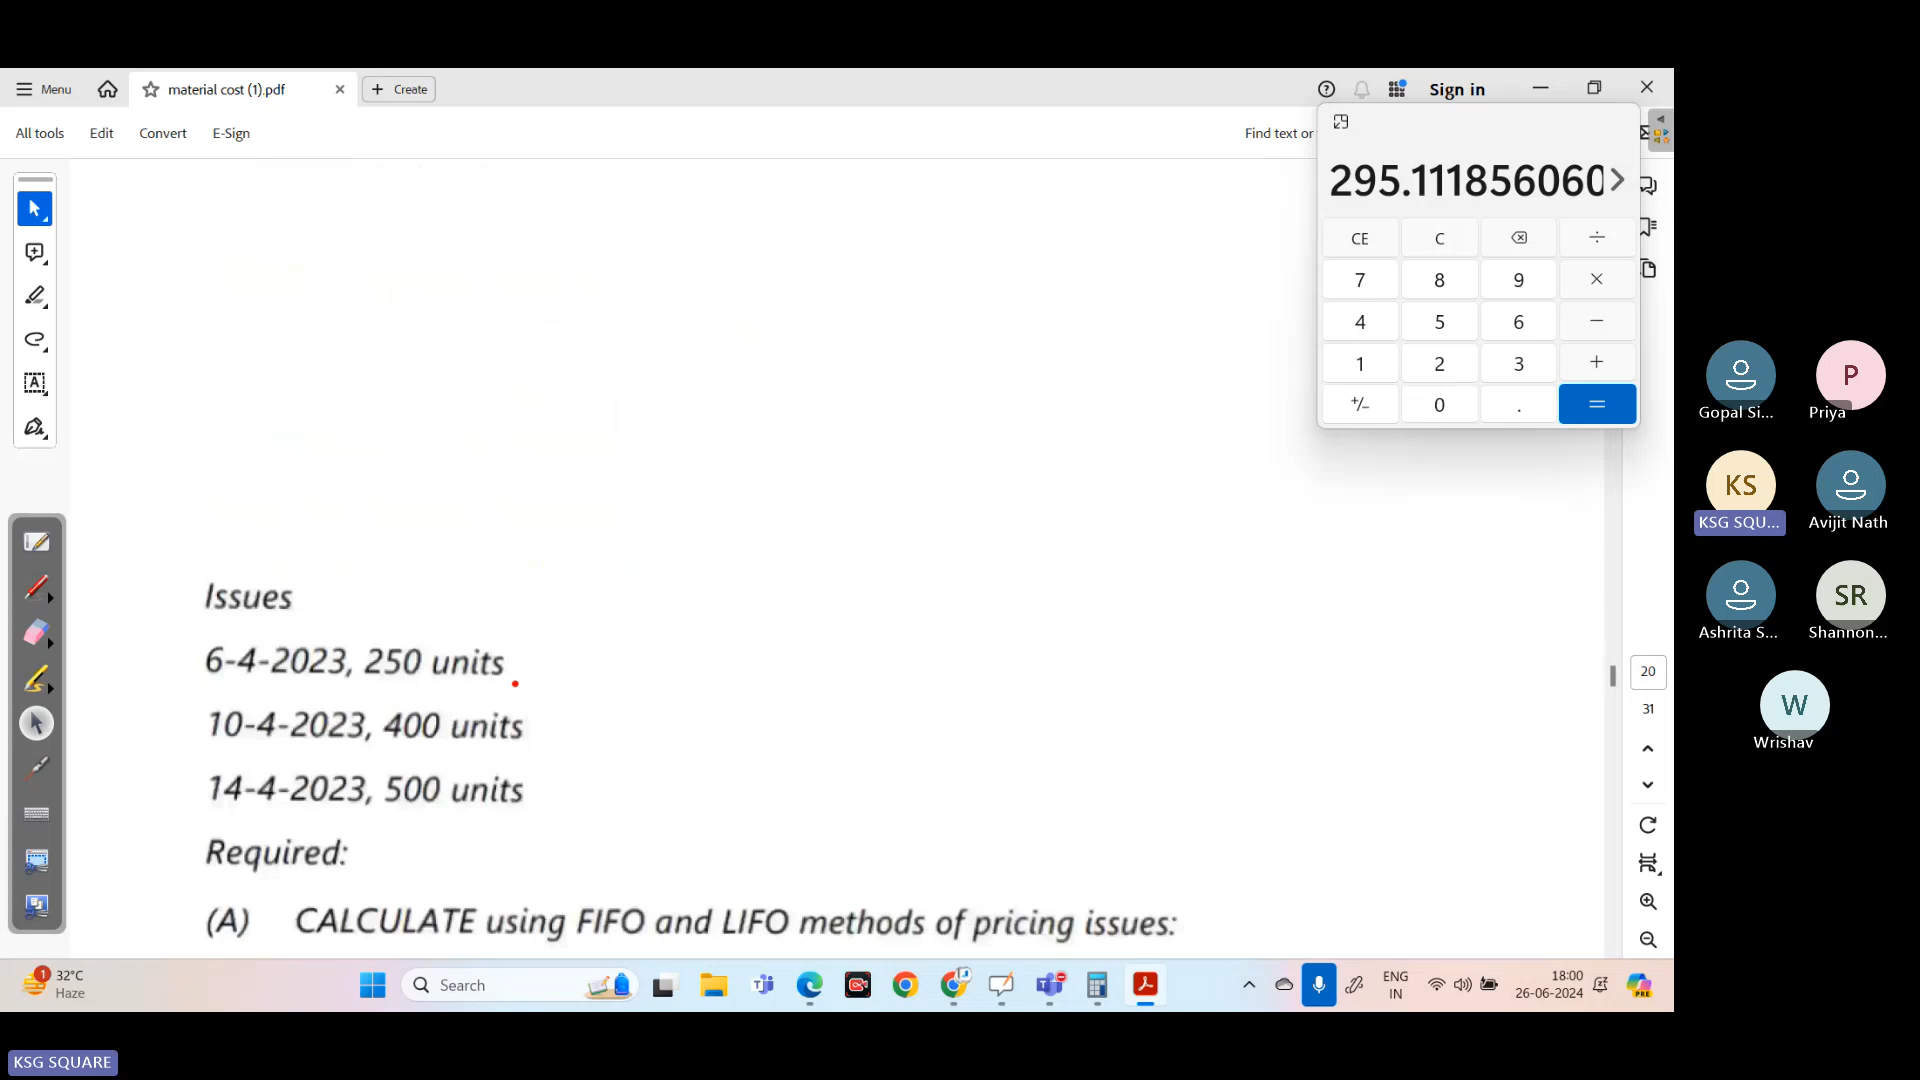 Menu
material cost (1).pdf
Create
Sign in
All tools
Edit
Convert
E-Sign
Find text or
295.111856060
CE
C
7
8
9
4
5
6
1
2
3
+/-
0
.
Issues
6-4-2023, 250 units
10-4-2023, 400 units
14-4-2023, 500 units
Required:
(A) CALCULATE using FIFO and LIFO methods of pricing issues:
20
31
Gopal Si...
P
Priya
KS
KSG SQU...
Avijit Nath
Ashrita S...
SR
Shannon...
W
Wrishav
1
32°C
Haze
Search
ENG
IN
18:00
26-06-2024
PRE
KSG SQUARE